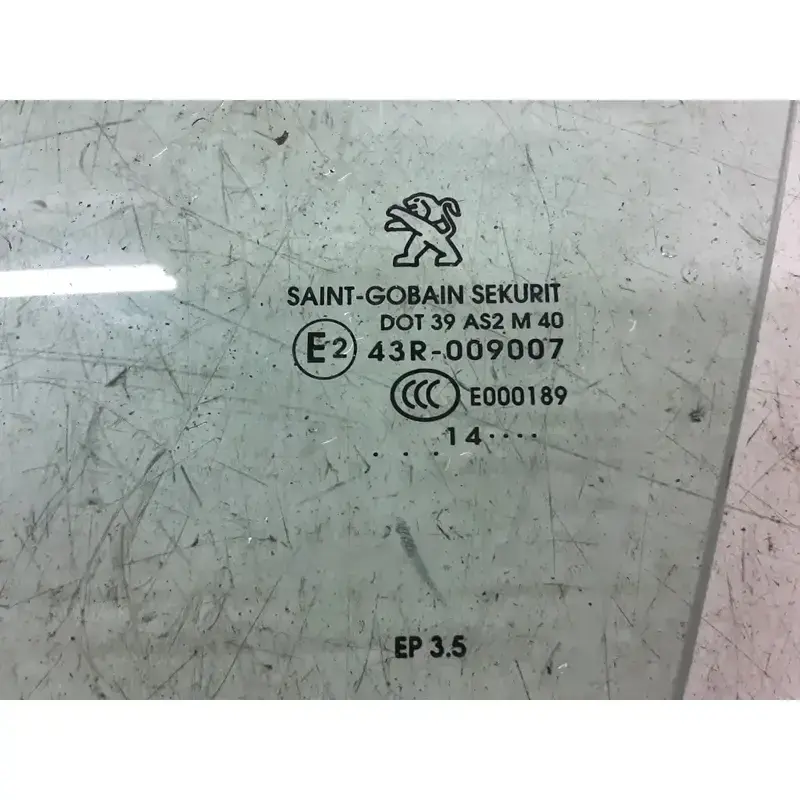 SAINT-GOBAIN SEKURIT
DOT 39 AS2 M 40
E2 43R-009007
CCC E000189
14····
...
EP 3.5